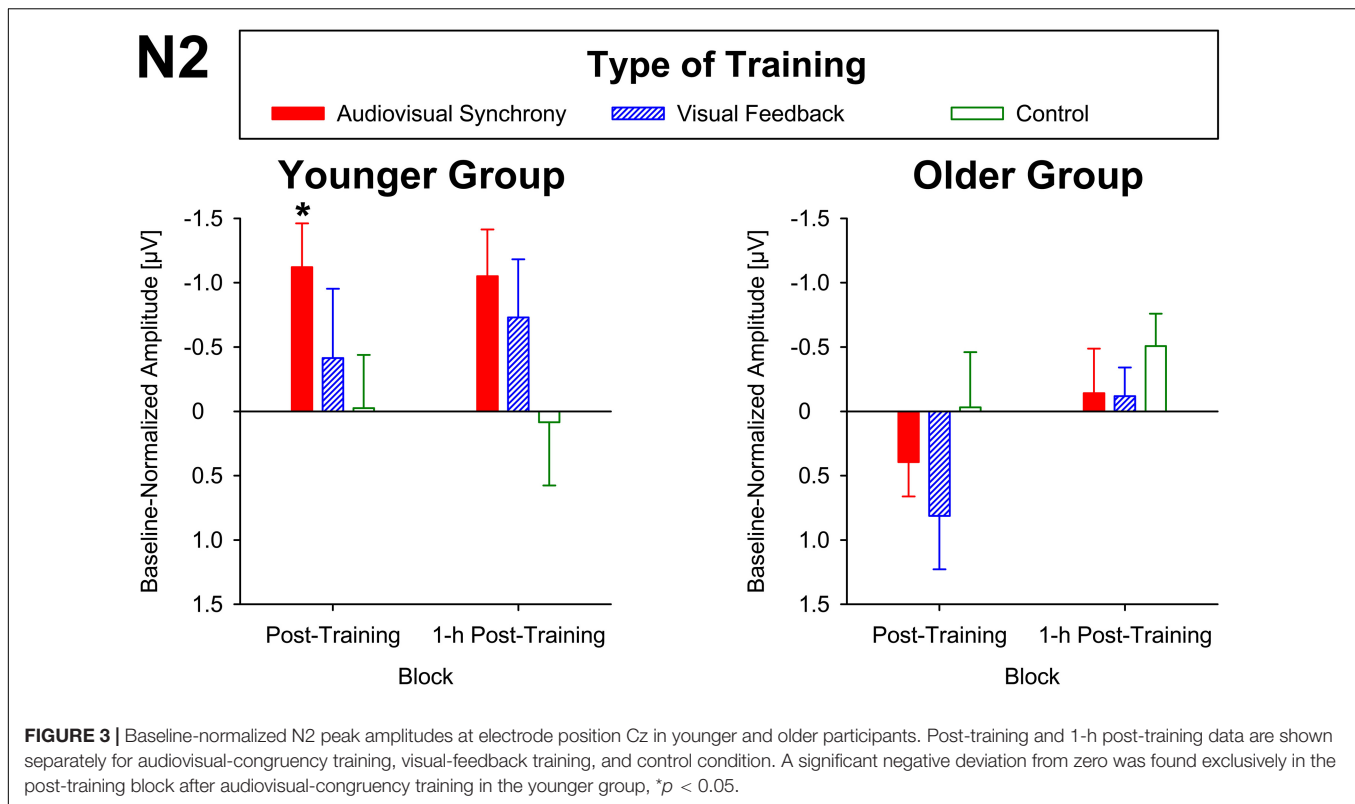 N2
Type of Training
Audiovisual Synchrony
Visual Feedback
Control
Younger Group
Older Group
*
-1.5
-1.0
-0.5
0
0.5
1.0
1.5
Baseline-Normalized Amplitude [µV]
Post-Training
1-h Post-Training
Block
-1.5
-1.0
-0.5
0
0.5
1.0
1.5
Baseline-Normalized Amplitude [µV]
Post-Training
1-h Post-Training
Block
FIGURE 3 | Baseline-normalized N2 peak amplitudes at electrode position Cz in younger and older participants. Post-training and 1-h post-training data are shown
separately for audiovisual-congruency training, visual-feedback training, and control condition. A significant negative deviation from zero was found exclusively in the
post-training block after audiovisual-congruency training in the younger group, *p < 0.05.